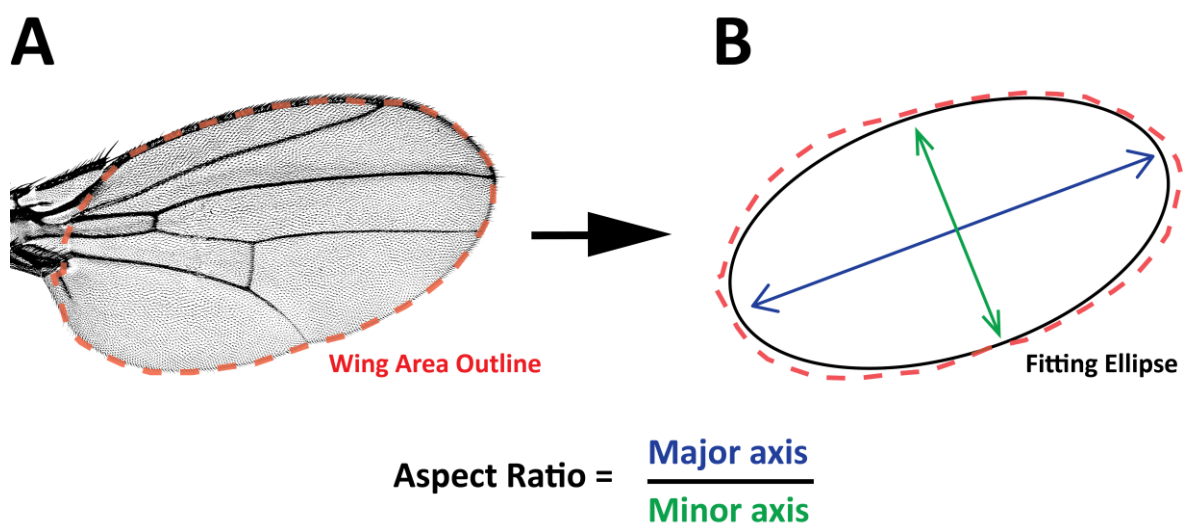 A
B
Wing Area Outline
Fitting Ellipse
Aspect Ratio =
Major axis
Minor axis